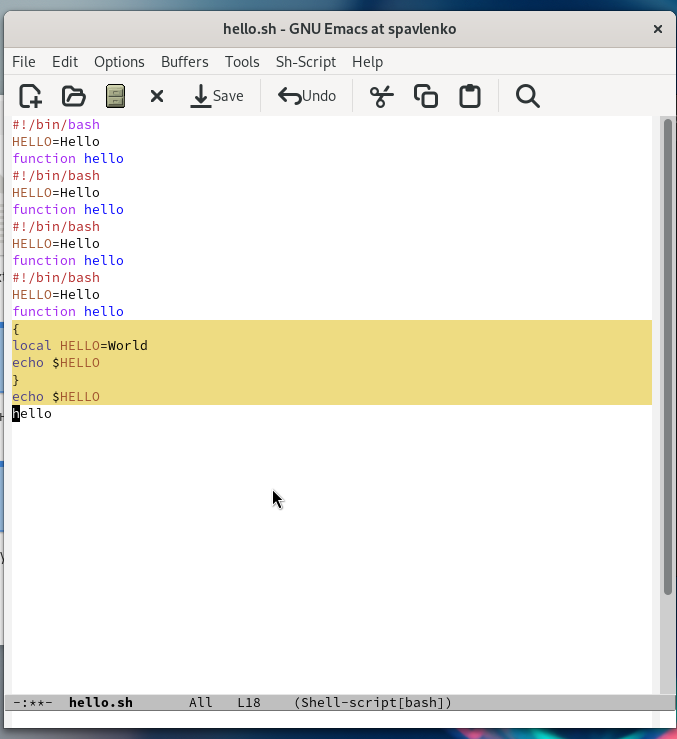 hello.sh - GNU Emacs at spavlenko
File Edit Options Buffers Tools Sh-Script Help
Save Undo
#!/bin/bash
HELLO=Hello
function hello
#!/bin/bash
HELLO=Hello
function hello
#!/bin/bash
HELLO=Hello
function hello
#!/bin/bash
HELLO=Hello
function hello
{
local HELLO=World
echo $HELLO
}
echo $HELLO
hello
-:**-  hello.sh       All   L18    (Shell-script[bash])